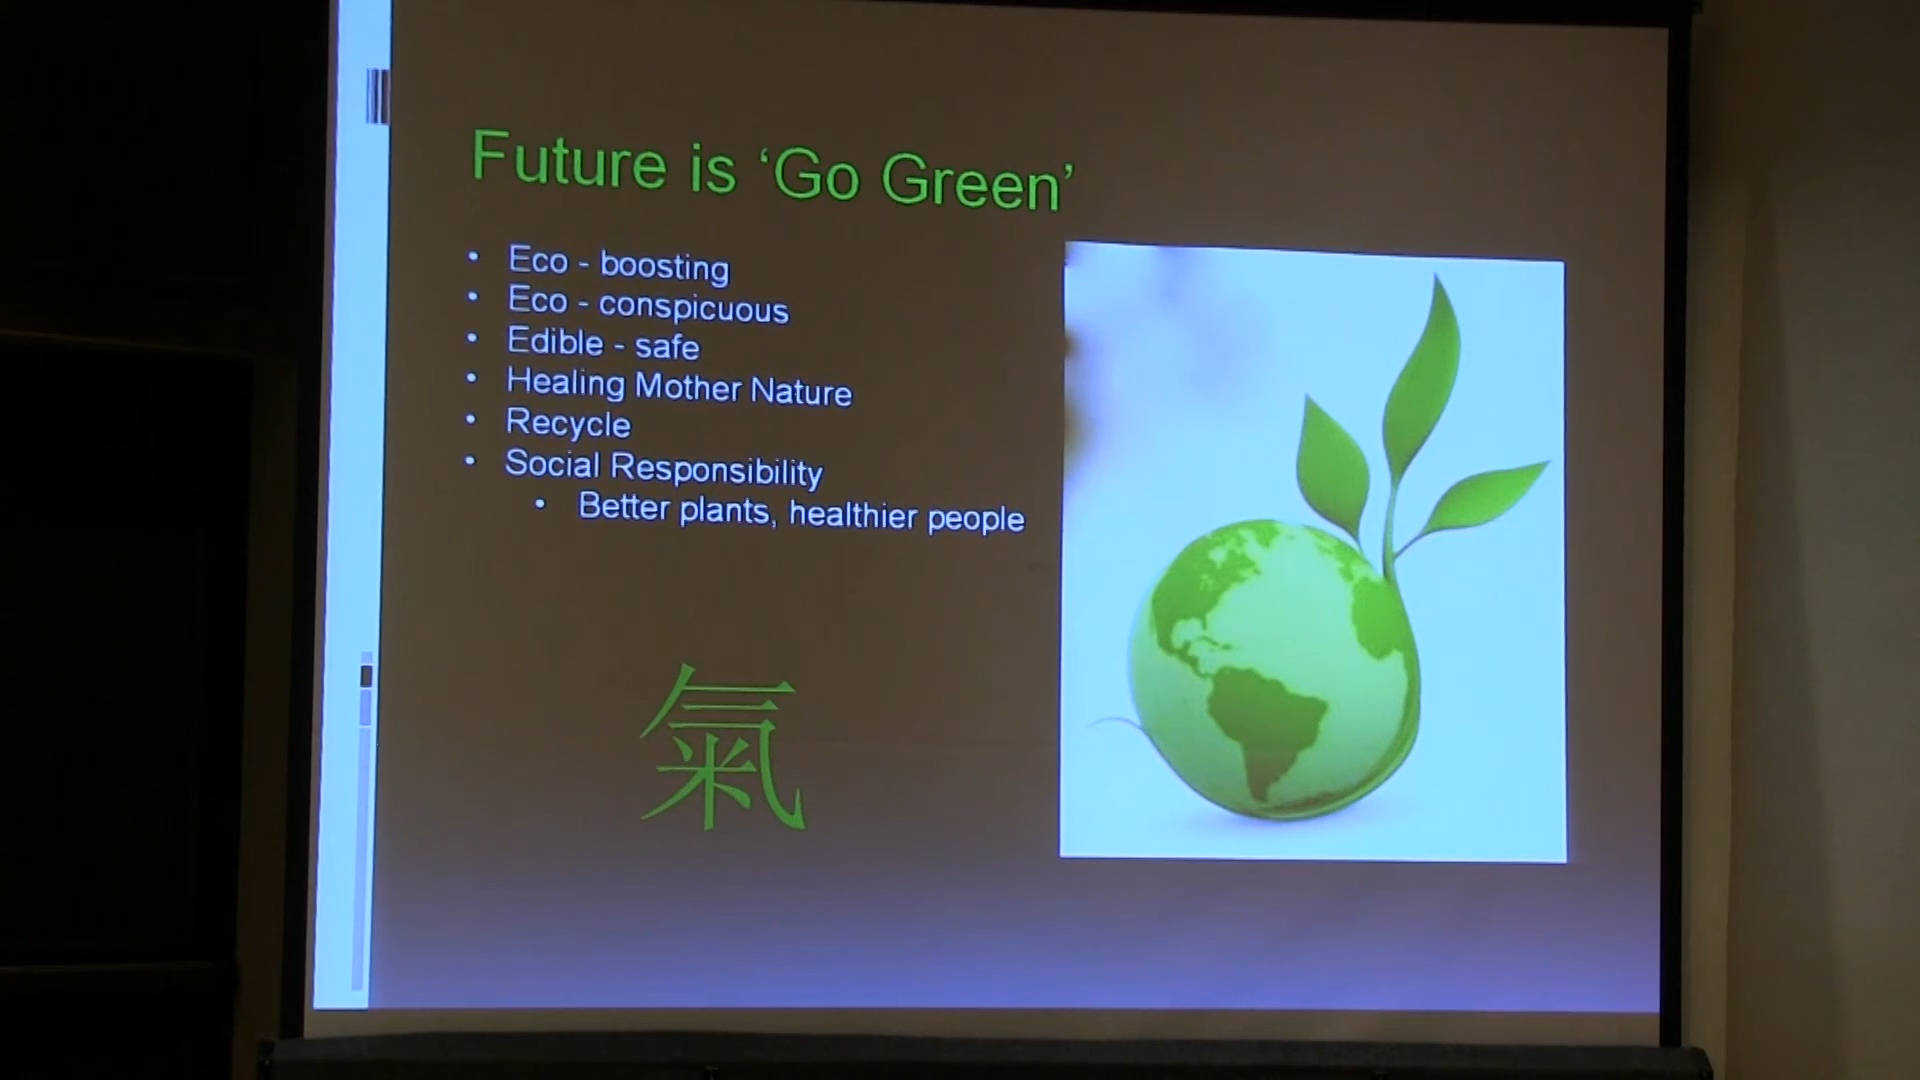 Future is ‘Go Green’
• Eco - boosting
• Eco - conspicuous
• Edible - safe
• Healing Mother Nature
• Recycle
• Social Responsibility
• Better plants, healthier people
氣